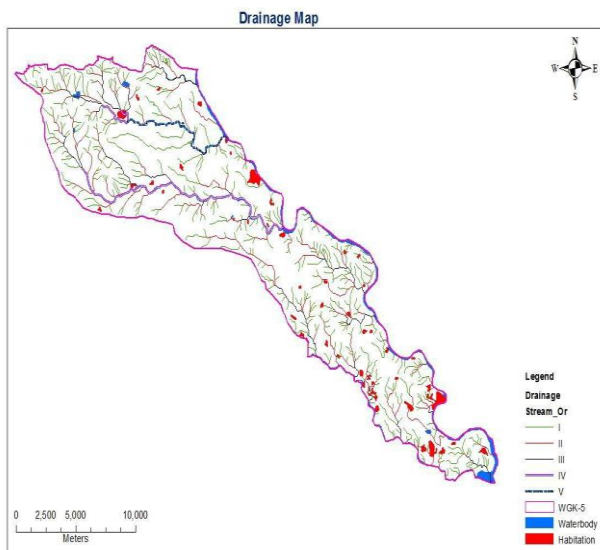 Drainage Map
N
W E
S
Legend
Drainage
Stream_Or
I
II
III
IV
V
WGK-5
Waterbody
Habitation
0 2,500 5,000 10,000
Meters